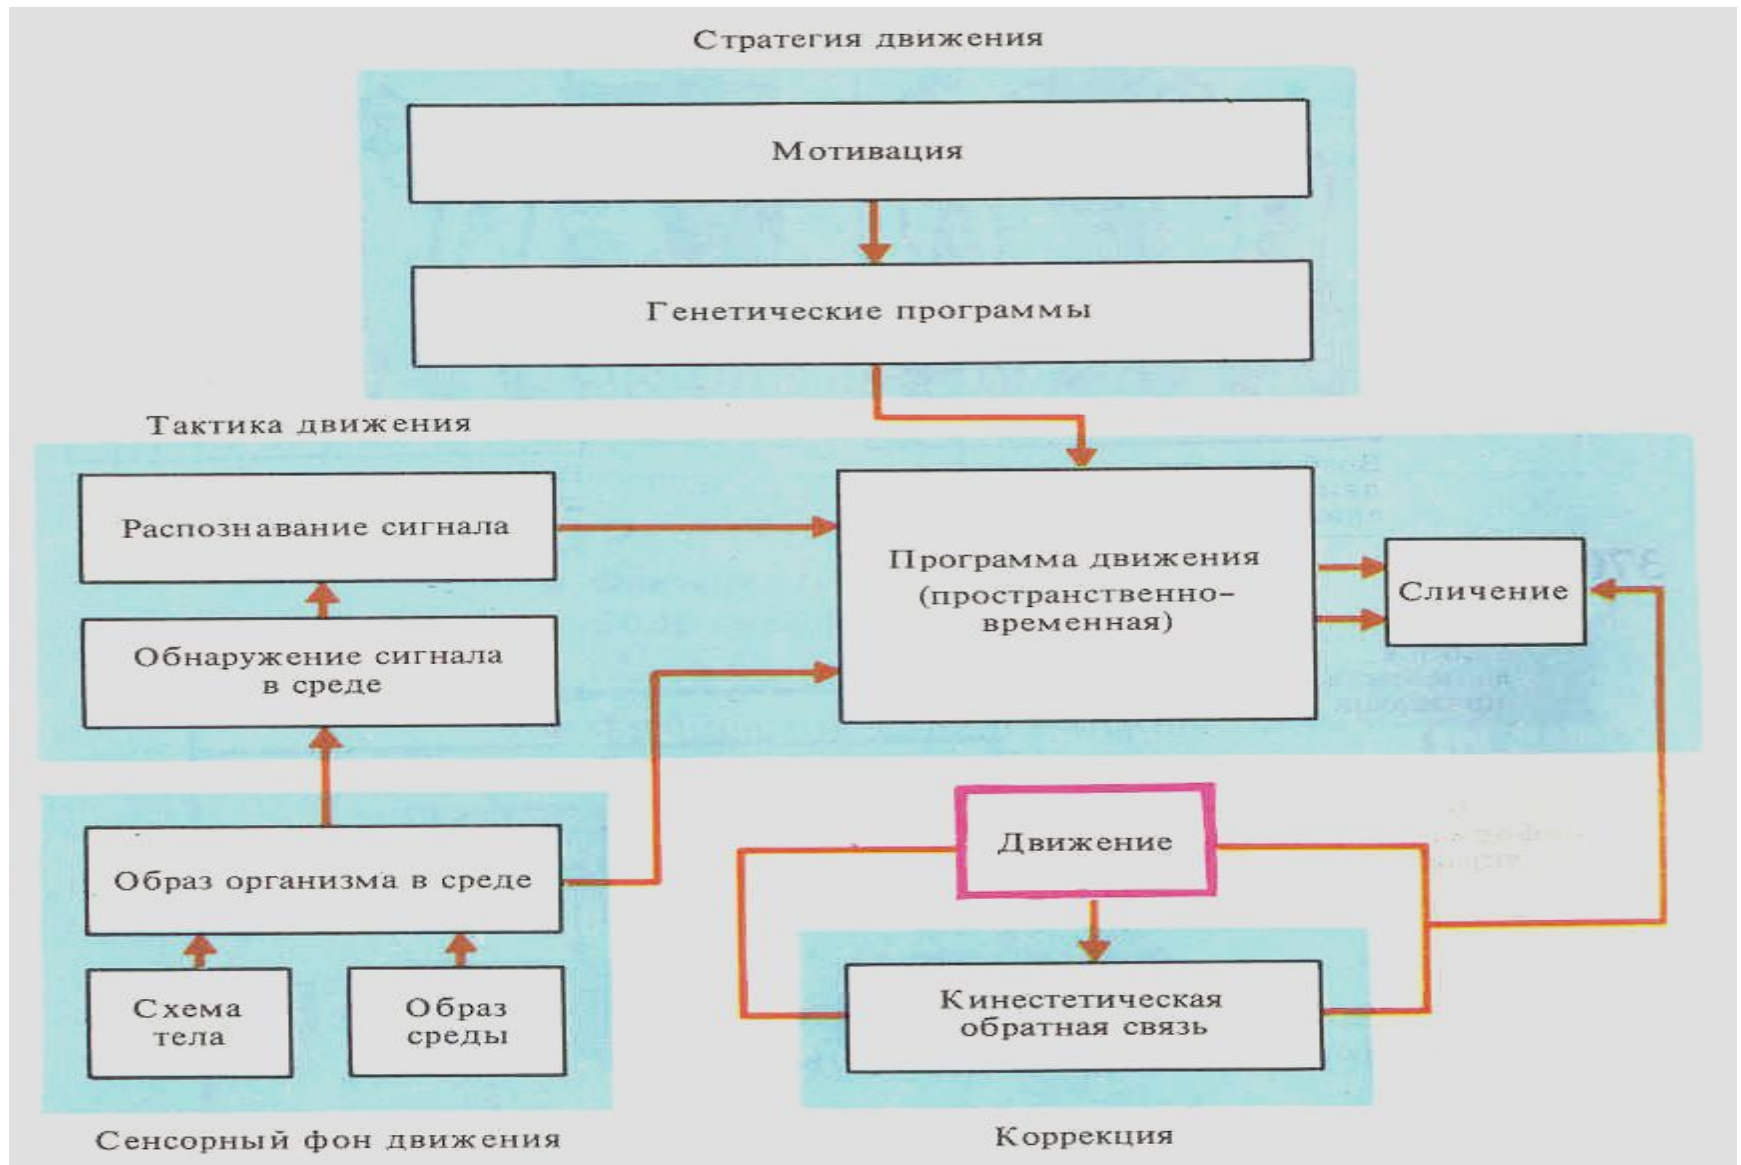 Стратегия движения
Мотивация
Генетические программы
Тактика движения
Распознавание сигнала
Обнаружение сигнала
в среде
Программа движения
(пространственно-
временная)
Сличение
Образ организма в среде
Схема
тела
Образ
среды
Движение
Кинестетическая
обратная связь
Сенсорный фон движения
Коррекция